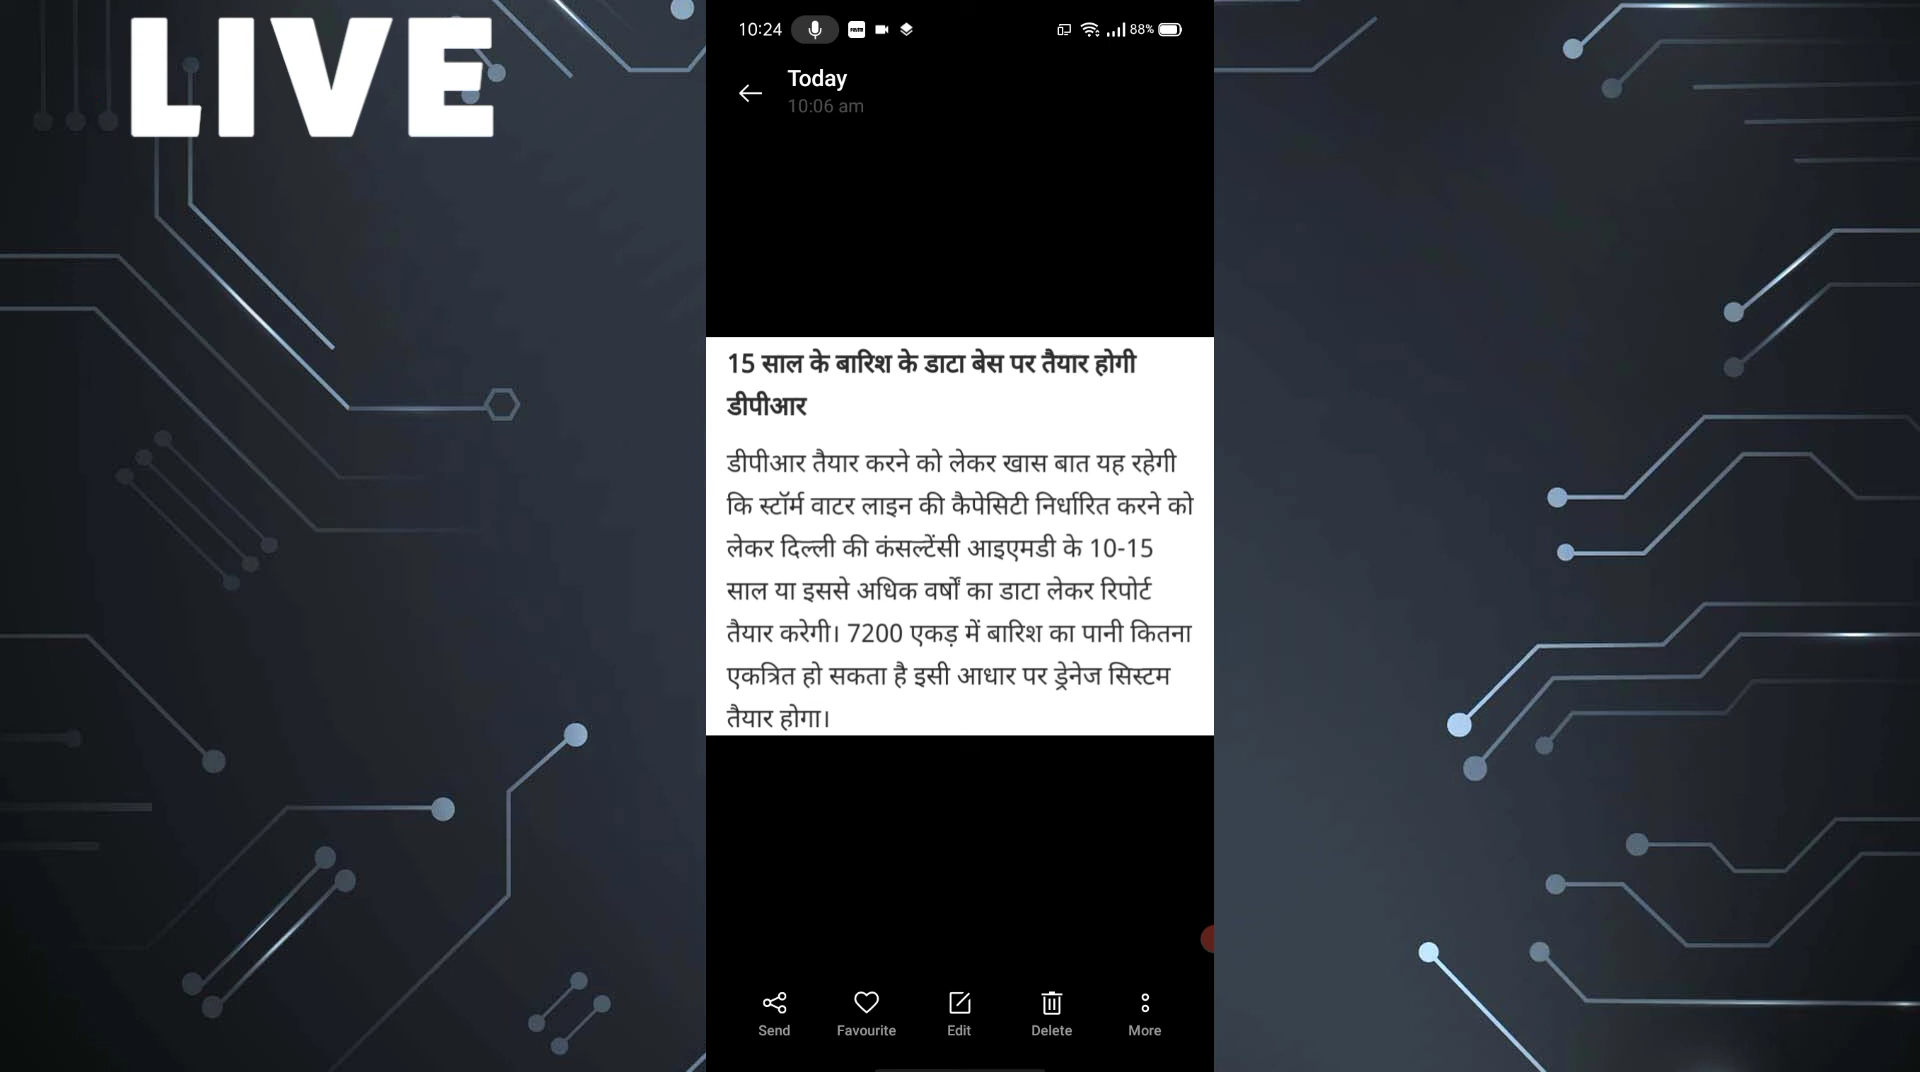 LIVE
10:24
88%
Today
10:06 am
15 साल के बारिश के डाटा बेस पर तैयार होगी
डीपीआर
डीपीआर तैयार करने को लेकर खास बात यह रहेगी
कि स्टॉर्म वाटर लाइन की कैपेसिटी निर्धारित करने को
लेकर दिल्ली की कंसल्टेंसी आइएमडी के 10-15
साल या इससे अधिक वर्षों का डाटा लेकर रिपोर्ट
तैयार करेगी। 7200 एकड़ में बारिश का पानी कितना
एकत्रित हो सकता है इसी आधार पर ड्रेनेज सिस्टम
तैयार होगा।
Send Favourite Edit Delete More